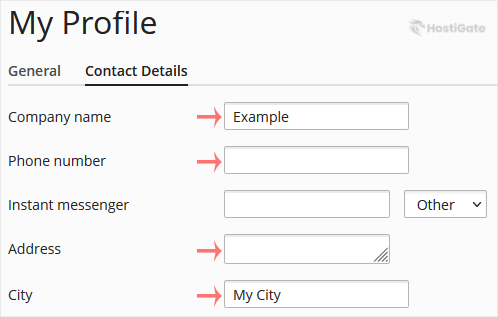 My Profile
HostiGate
General Contact Details
Company name Example
Phone number
Instant messenger Other
Address
City My City